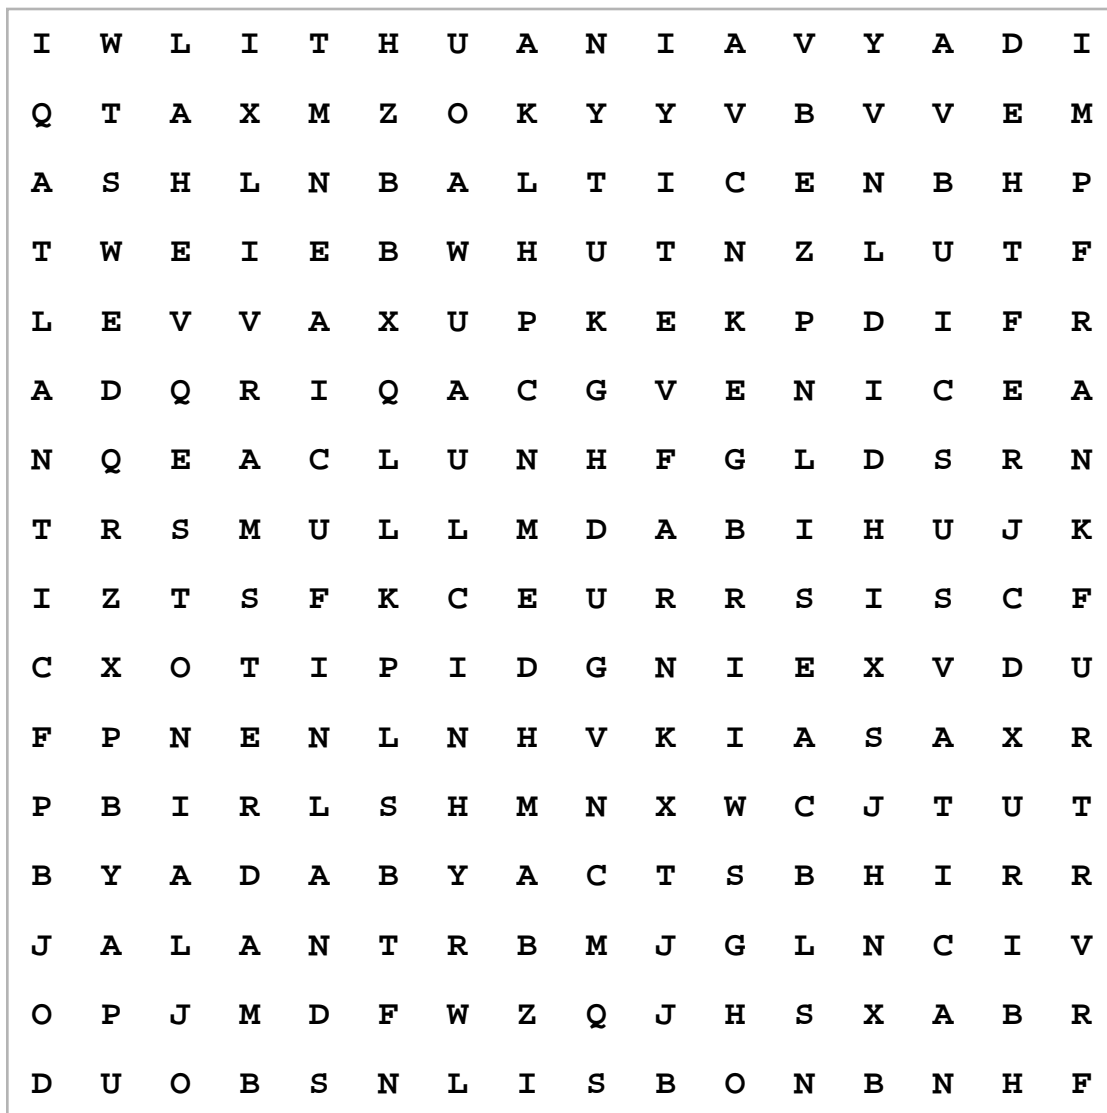 I W L I T H U A N I A V Y A D I
Q T A X M Z O K Y Y V B V V E M
A S H L N B A L T I C E N B H P
T W E I E B W H U T N Z L U T F
L E V V A X U P K E K P D I F R
A D Q R I Q A C G V E N I C E A
N Q E A C L U N H F G L D S R N
T R S M U L L M D A B I H U J K
I Z T S F K C E U R R S I S C F
C X O T I P I D G N I E X V D U
F P N E N L N H V K I A S A X R
P B I R L S H M N X W C J T U T
B Y A D A B Y A C T S B H I R R
J A L A N T R B M J G L N C I V
O P J M D F W Z Q J H S X A B R
D U O B S N L I S B O N B N H F